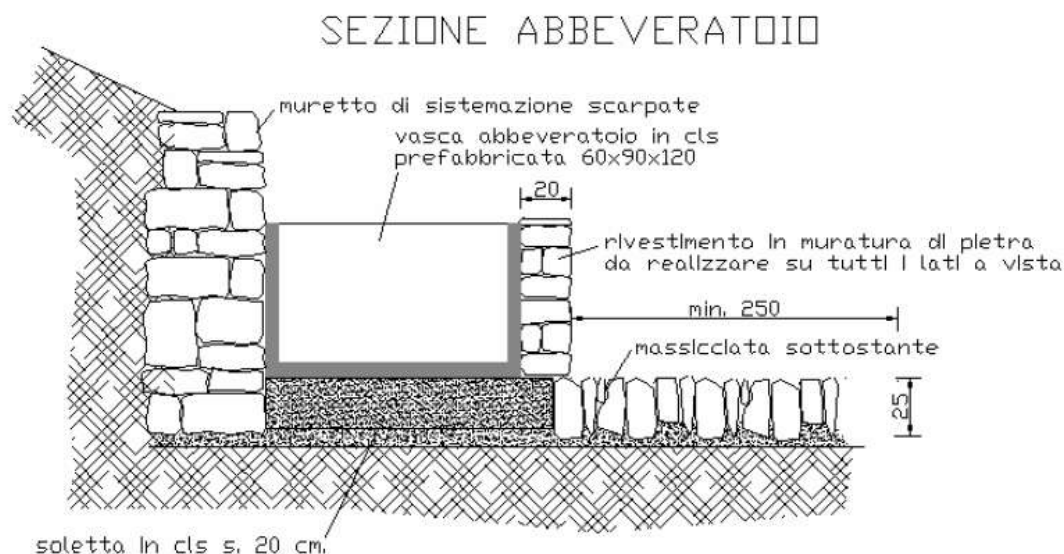 SEZIONE ABBEVERATOIO
muretto di sistemazione scarpate
vasca abbeveratoio in cls
prefabbricata 60x90x120
20
rivestimento in muratura di pietra
da realizzare su tutti i lati a vista
min. 250
massicciata sottostante
25
soletta in cls s. 20 cm.